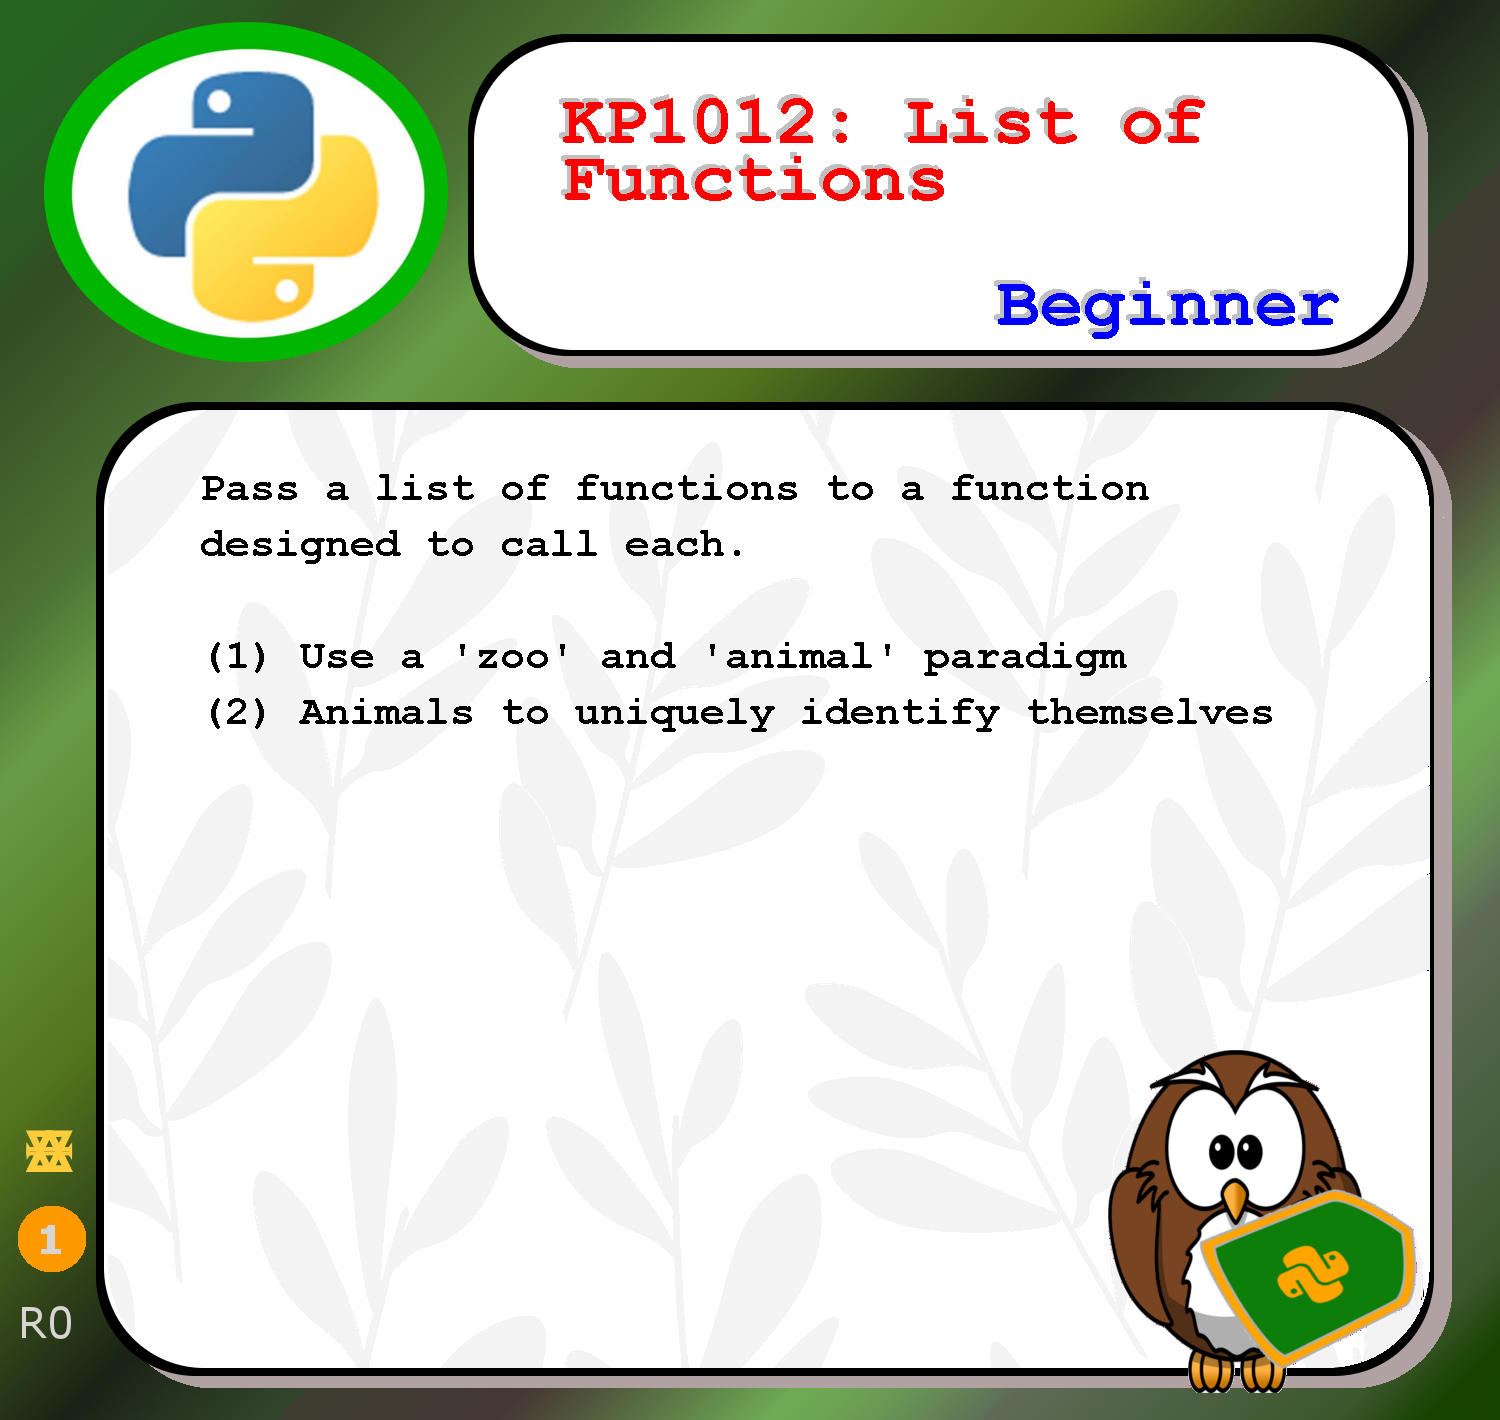 KP1012: List of
Functions
Beginner
Pass a list of functions to a function
designed to call each.
(1) Use a 'zoo' and 'animal' paradigm
(2) Animals to uniquely identify themselves
1
R0